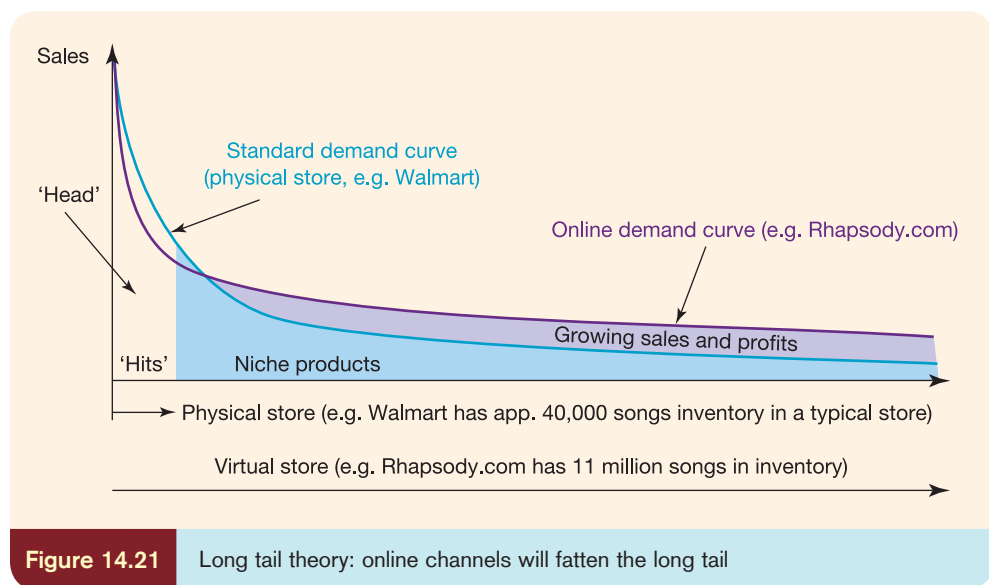 Sales
Standard demand curve
(physical store, e.g. Walmart)
‘Head’
Online demand curve (e.g. Rhapsody.com)
Growing sales and profits
‘Hits’
Niche products
Physical store (e.g. Walmart has app. 40,000 songs inventory in a typical store)
Virtual store (e.g. Rhapsody.com has 11 million songs in inventory)
Figure 14.21
Long tail theory: online channels will fatten the long tail